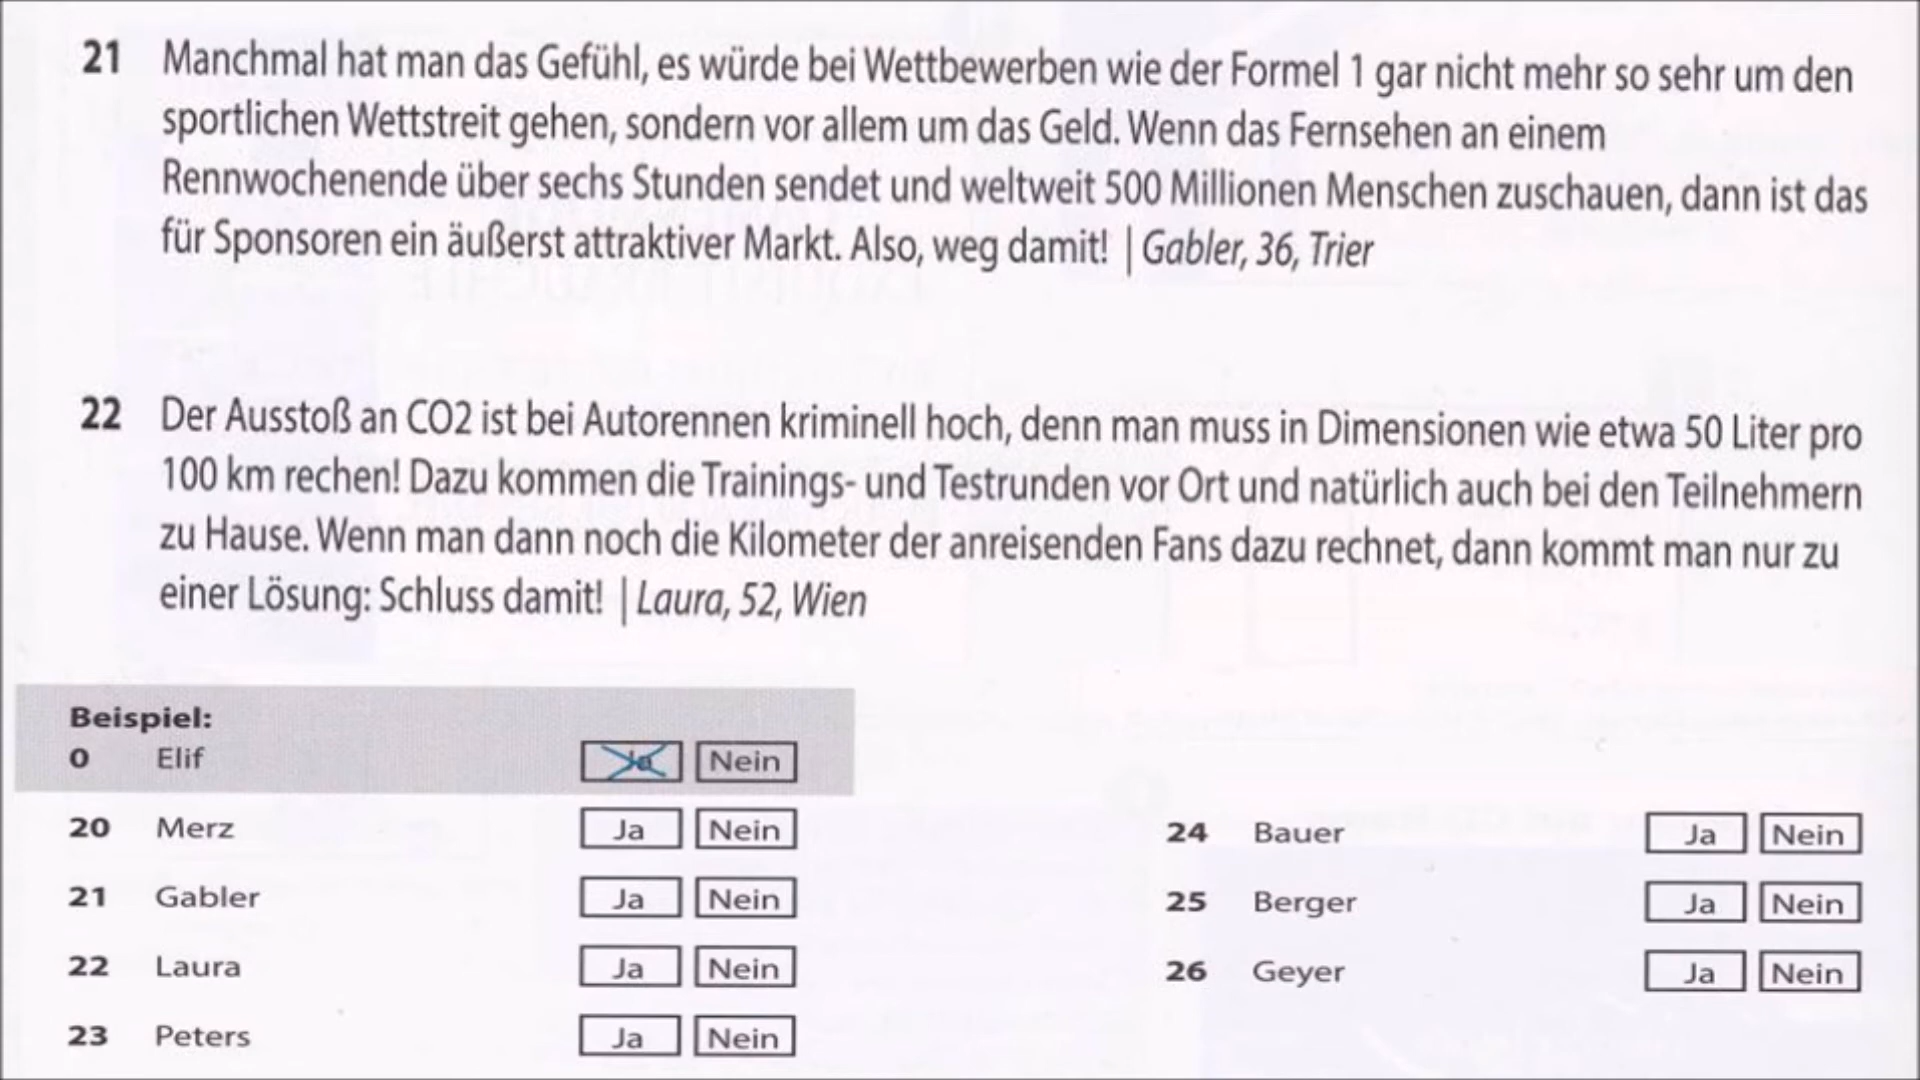 21 Manchmal hat man das Gefühl, es würde bei Wettbewerben wie der Formel 1 gar nicht mehr so sehr um den
sportlichen Wettstreit gehen, sondern vor allem um das Geld. Wenn das Fernsehen an einem
Rennwochenende über sechs Stunden sendet und weltweit 500 Millionen Menschen zuschauen, dann ist das
für Sponsoren ein äußerst attraktiver Markt. Also, weg damit! | Gabler, 36, Trier
22 Der Ausstoß an CO2 ist bei Autorennen kriminell hoch, denn man muss in Dimensionen wie etwa 50 Liter pro
100 km rechen! Dazu kommen die Trainings- und Testrunden vor Ort und natürlich auch bei den Teilnehmern
zu Hause. Wenn man dann noch die Kilometer der anreisenden Fans dazu rechnet, dann kommt man nur zu
einer Lösung: Schluss damit! | Laura, 52, Wien
Beispiel:
0 Elif Ja Nein
20 Merz Ja Nein
21 Gabler Ja Nein
22 Laura Ja Nein
23 Peters Ja Nein
24 Bauer Ja Nein
25 Berger Ja Nein
26 Geyer Ja Nein